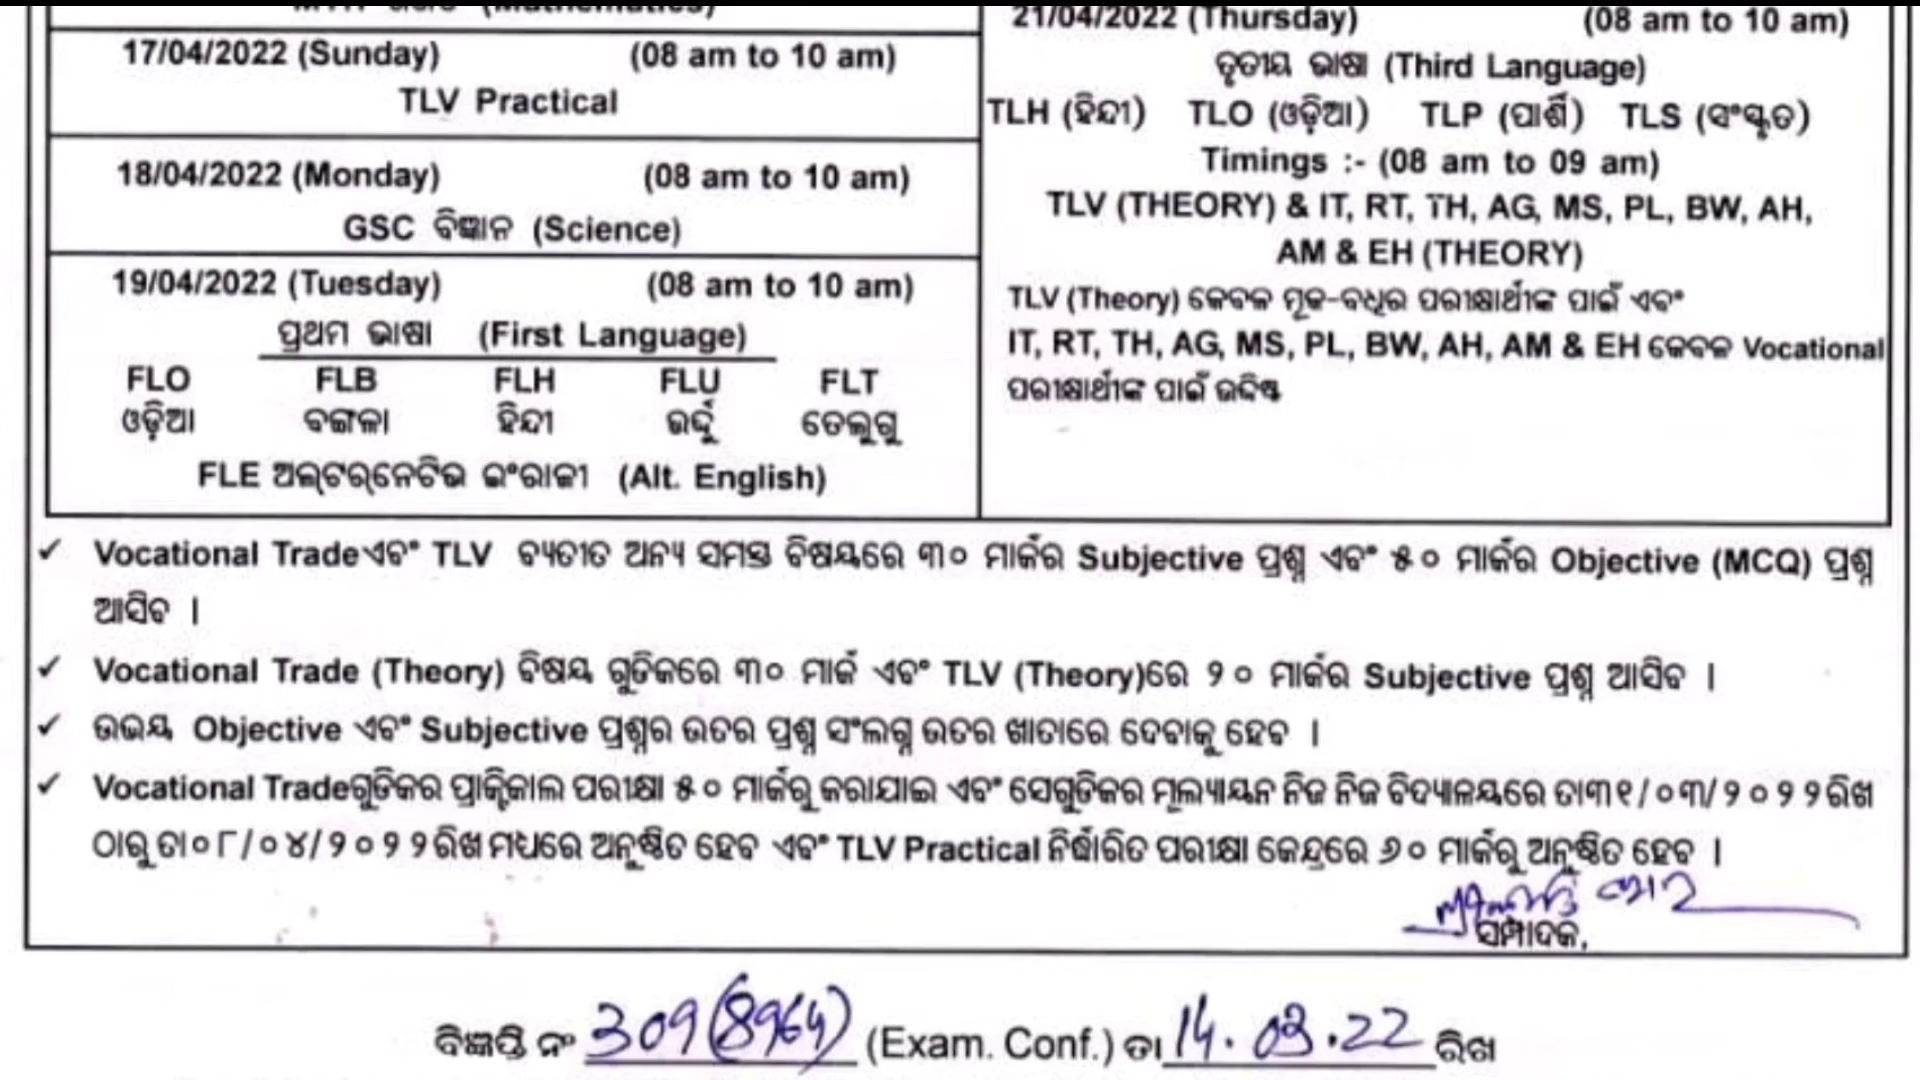 17/04/2022 (Sunday) (08 am to 10 am)
TLV Practical
18/04/2022 (Monday) (08 am to 10 am)
GSC ବିଜ୍ଞାନ (Science)
19/04/2022 (Tuesday) (08 am to 10 am)
ପ୍ରଥମ ଭାଷା (First Language)
FLO FLB FLH FLU FLT
ଓଡ଼ିଆ ବଙ୍ଗଳା ହିନ୍ଦୀ ଉର୍ଦ୍ଦୁ ତେଲୁଗୁ
FLE ଅଲ୍‌ଟର୍‌ନେଟିଭ ଇଂରାଜୀ (Alt. English)
21/04/2022 (Thursday) (08 am to 10 am)
ତୃତୀୟ ଭାଷା (Third Language)
TLH (ହିନ୍ଦୀ) TLO (ଓଡ଼ିଆ) TLP (ପାର୍ଶି) TLS (ସଂସ୍କୃତ)
Timings :- (08 am to 09 am)
TLV (THEORY) & IT, RT, TH, AG, MS, PL, BW, AH,
AM & EH (THEORY)
TLV (Theory) କେବଳ ମୂକ-ବଧିର ପରୀକ୍ଷାର୍ଥୀଙ୍କ ପାଇଁ ଏବଂ
IT, RT, TH, AG, MS, PL, BW, AH, AM & EH କେବଳ Vocational
ପରୀକ୍ଷାର୍ଥୀଙ୍କ ପାଇଁ ଉଦ୍ଦିଷ୍ଟ
✓ Vocational Tradeଏବଂ TLV ବ୍ୟତୀତ ଅନ୍ୟ ସମସ୍ତ ବିଷୟରେ ୩୦ ମାର୍କର Subjective ପ୍ରଶ୍ନ ଏବଂ ୫୦ ମାର୍କର Objective (MCQ) ପ୍ରଶ୍ନ
ଆସିବ ।
✓ Vocational Trade (Theory) ବିଷୟ ଗୁଡିକରେ ୩୦ ମାର୍କ ଏବଂ TLV (Theory)ରେ ୨୦ ମାର୍କର Subjective ପ୍ରଶ୍ନ ଆସିବ ।
✓ ଉଭୟ Objective ଏବଂ Subjective ପ୍ରଶ୍ନର ଉତର ପ୍ରଶ୍ନ ସଂଲଗ୍ନ ଉତର ଖାତାରେ ଦେବାକୁ ହେବ ।
✓ Vocational Tradeଗୁଡିକର ପ୍ରାକ୍ଟିକାଲ ପରୀକ୍ଷା ୫୦ ମାର୍କରୁ କରାଯାଇ ଏବଂ ସେଗୁଡିକର ମୂଲ୍ୟାୟନ ନିଜ ନିଜ ବିଦ୍ୟାଳୟରେ ତା୩୧/୦୩/୨୦୨୨ରିଖ
ଠାରୁ ତା୦୮/୦୪/୨୦୨୨ରିଖ ମଧ୍ୟରେ ଅନୁଷ୍ଠିତ ହେବ ଏବଂ TLV Practical ନିର୍ଦ୍ଧାରିତ ପରୀକ୍ଷା କେନ୍ଦ୍ରରେ ୬୦ ମାର୍କରୁ ଅନୁଷ୍ଠିତ ହେବ ।
ସମ୍ପାଦକ,
ବିଜ୍ଞପ୍ତି ନଂ 309(8964) (Exam. Conf.) ତା 14.03.22 ରିଖ